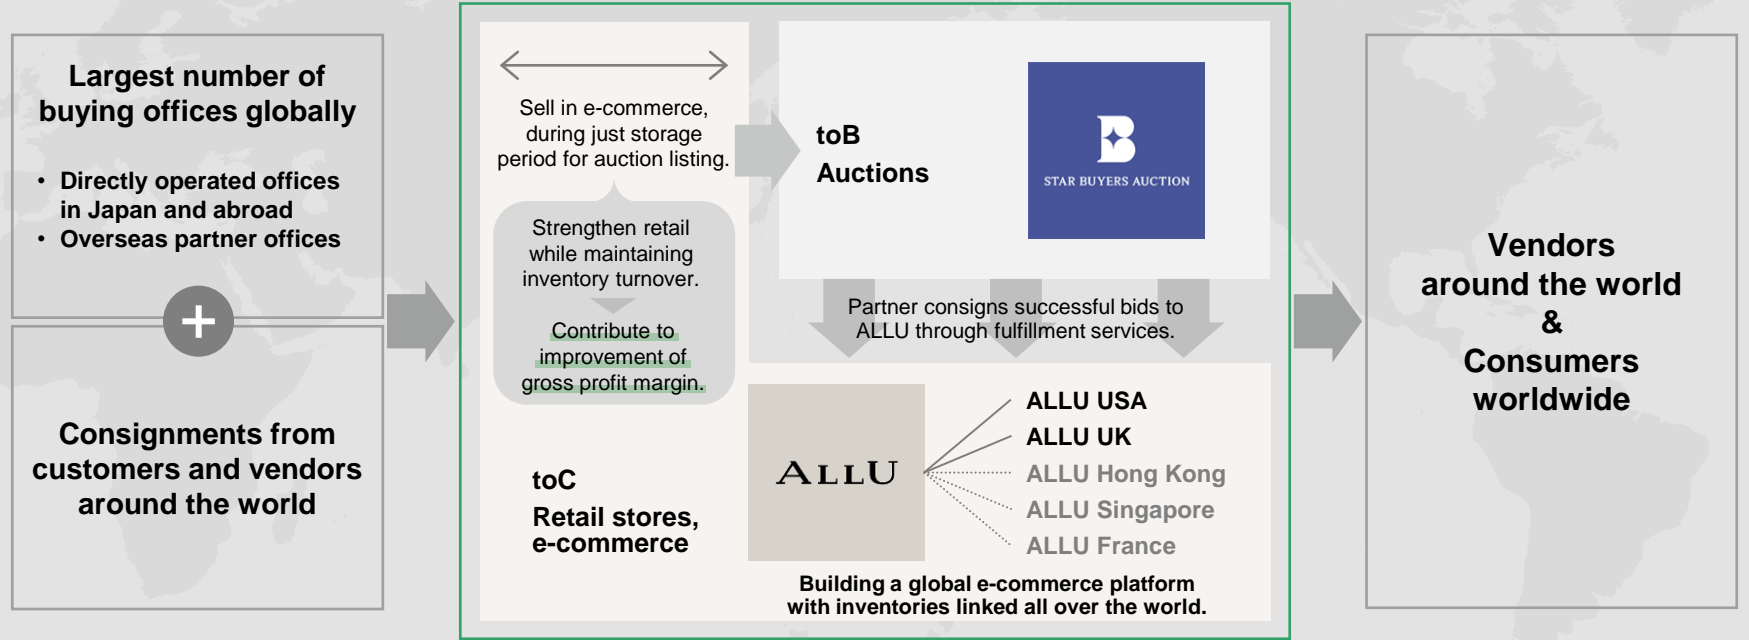 Largest number of
buying offices globally
• Directly operated offices
in Japan and abroad
• Overseas partner offices
+
Consignments from
customers and vendors
around the world
Sell in e-commerce,
during just storage
period for auction listing.
Strengthen retail
while maintaining
inventory turnover.
Contribute to
improvement of
gross profit margin.
toC
Retail stores,
e-commerce
toB
Auctions
B
STAR BUYERS AUCTION
Partner consigns successful bids to
ALLU through fulfillment services.
ALLU
ALLU USA
ALLU UK
ALLU Hong Kong
ALLU Singapore
ALLU France
Building a global e-commerce platform
with inventories linked all over the world.
Vendors
around the world
&
Consumers
worldwide